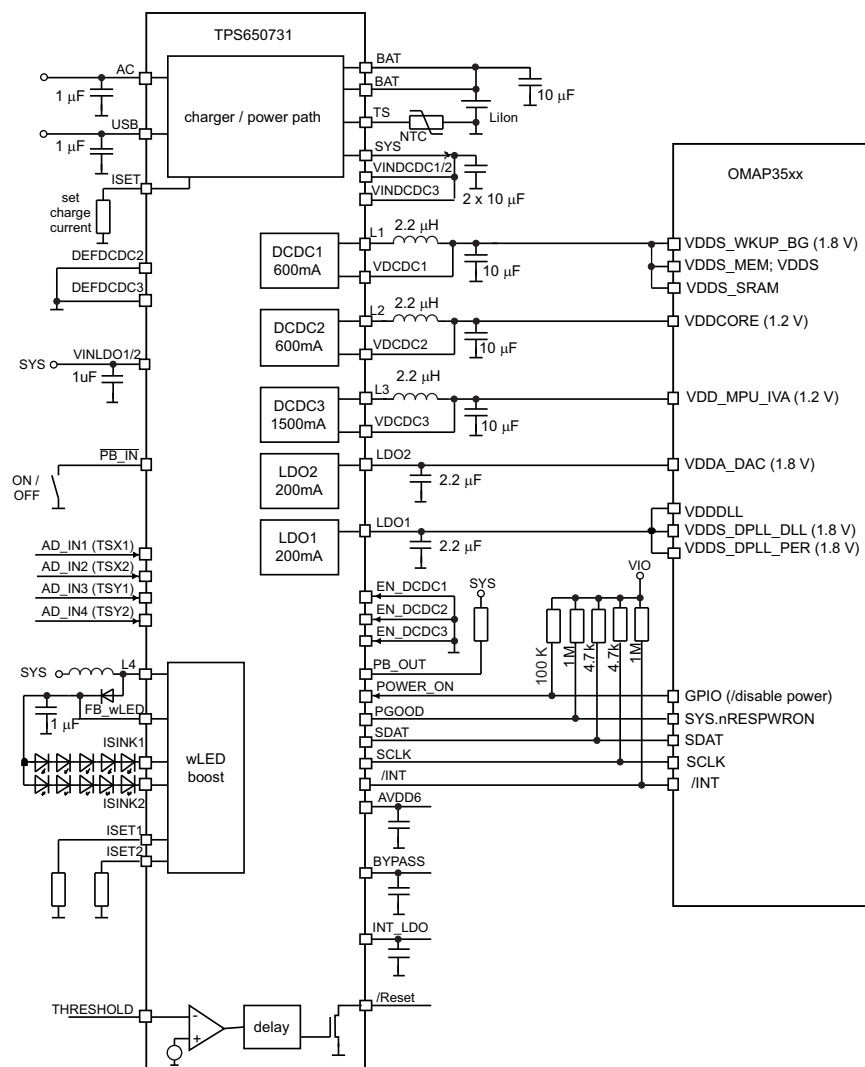 TPS650731
AC
1 μF
USB
1 μF
ISET
set
charge
current
charger / power path
BAT
BAT
10 μF
TS
NTC
LiIon
SYS
VINDCDC1/2
VINDCDC3
2 x 10 μF
OMAP35xx
DEFDCDC2
DEFDCDC3
DCDC1
600mA
L1
2.2 μH
VDCDC1
10 μF
VDDS_WKUP_BG (1.8 V)
VDDS_MEM; VDDS
VDDS_SRAM
SYS
VINLDO1/2
1uF
DCDC2
600mA
L2
2.2 μH
VDCDC2
10 μF
VDDCORE (1.2 V)
DCDC3
1500mA
L3
2.2 μH
VDCDC3
10 μF
VDD_MPU_IVA (1.2 V)
PB_IN
ON /
OFF
LDO2
200mA
LDO2
2.2 μF
VDDA_DAC (1.8 V)
LDO1
200mA
LDO1
2.2 μF
VDDDLL
VDDS_DPLL_DLL (1.8 V)
VDDS_DPLL_PER (1.8 V)
AD_IN1 (TSX1)
AD_IN2 (TSX2)
AD_IN3 (TSY1)
AD_IN4 (TSY2)
EN_DCDC1
EN_DCDC2
EN_DCDC3
SYS
VIO
100 K
1M
4.7k
4.7k
1M
PB_OUT
POWER_ON
PGOOD
SDAT
SCLK
/INT
GPIO (/disable power)
SYS.nRESPWRON
SDAT
SCLK
/INT
SYS
L4
FB_wLED
1 μF
ISINK1
ISINK2
wLED
boost
ISET1
ISET2
AVDD6
BYPASS
INT_LDO
THRESHOLD
-
+
delay
/Reset